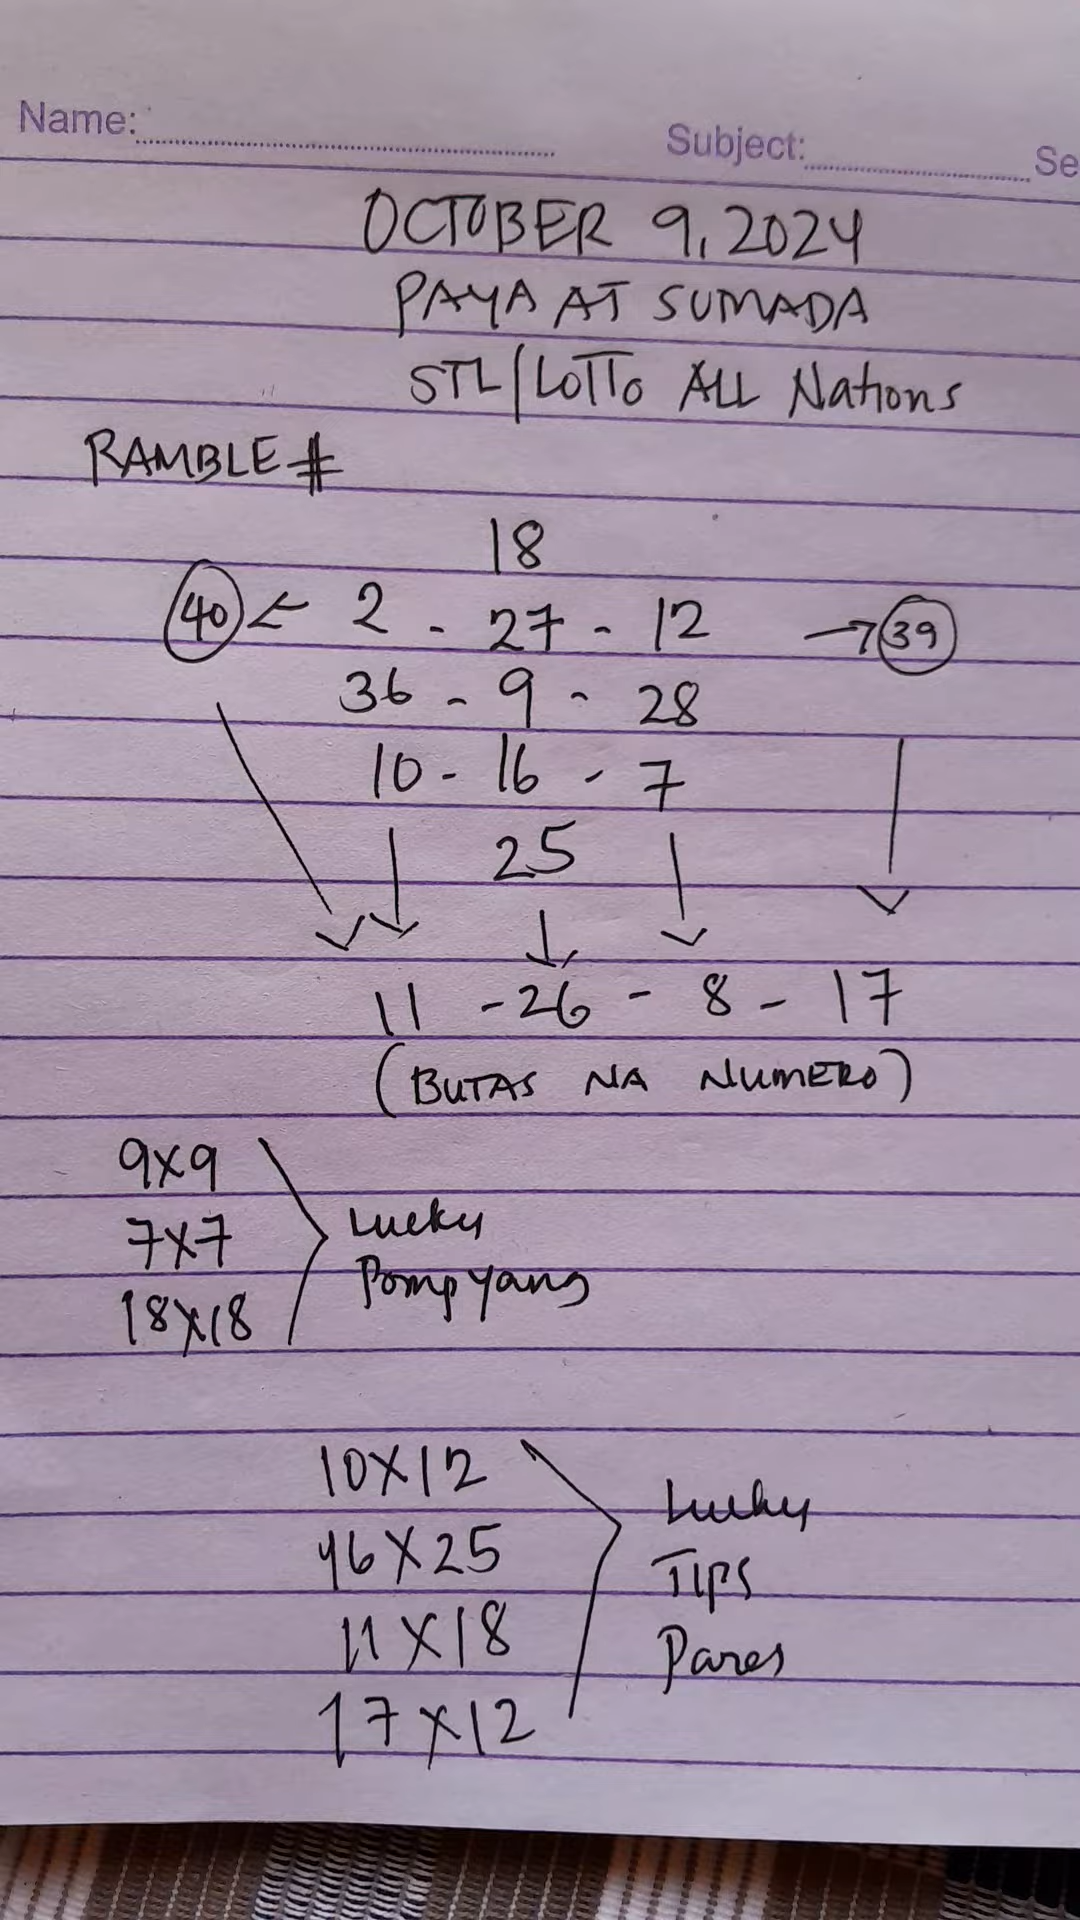 Name: Subject: Se
OCTOBER 9, 2024
PAYA AT SUMADA
STL/LOTTO ALL Nations
RAMBLE #
18
40 ← 2 - 27 - 12 → 39
36 - 9 - 28
10 - 16 - 7
25
11 - 26 - 8 - 17
(BUTAS NA NUMERO)
9X9
7X7
18X18
Lucky
Pompyang
10X12
16X25
11X18
17X12
Lucky
TIPS
Pares